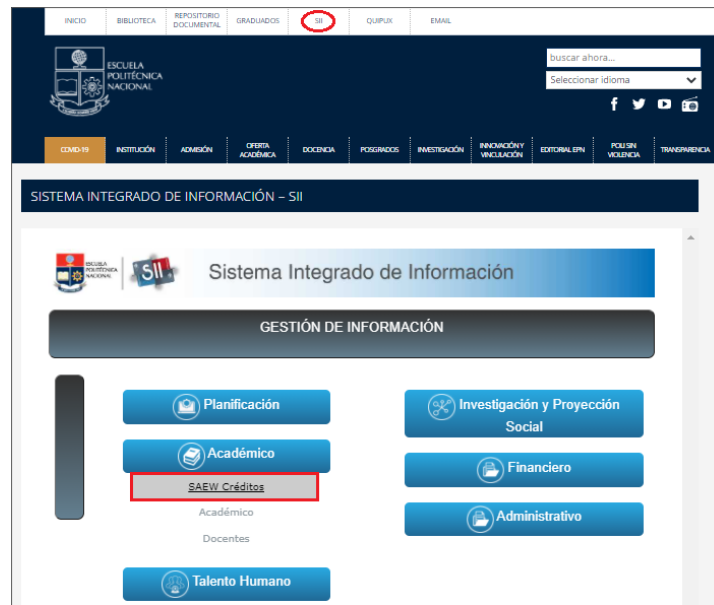 INICIO
BIBLIOTECA
REPOSITORIO
DOCUMENTAL
GRADUADOS
SII
QUIPUX
EMAIL
ESCUELA
POLITÉCNICA
NACIONAL
buscar ahora...
Seleccionar idioma
COVID-19
INSTITUCIÓN
ADMISIÓN
OFERTA
ACADÉMICA
DOCENCIA
POSGRADOS
INVESTIGACIÓN
INNOVACIÓN Y
VINCULACIÓN
EDITORIAL EPN
POLI SIN
VIOLENCIA
TRANSPARENCIA
SISTEMA INTEGRADO DE INFORMACIÓN – SII
ESCUELA
POLITÉCNICA
NACIONAL
SII
Sistema Integrado de Información
GESTIÓN DE INFORMACIÓN
Planificación
Investigación y Proyección
Social
Académico
SAEW Créditos
Financiero
Académico
Administrativo
Docentes
Talento Humano